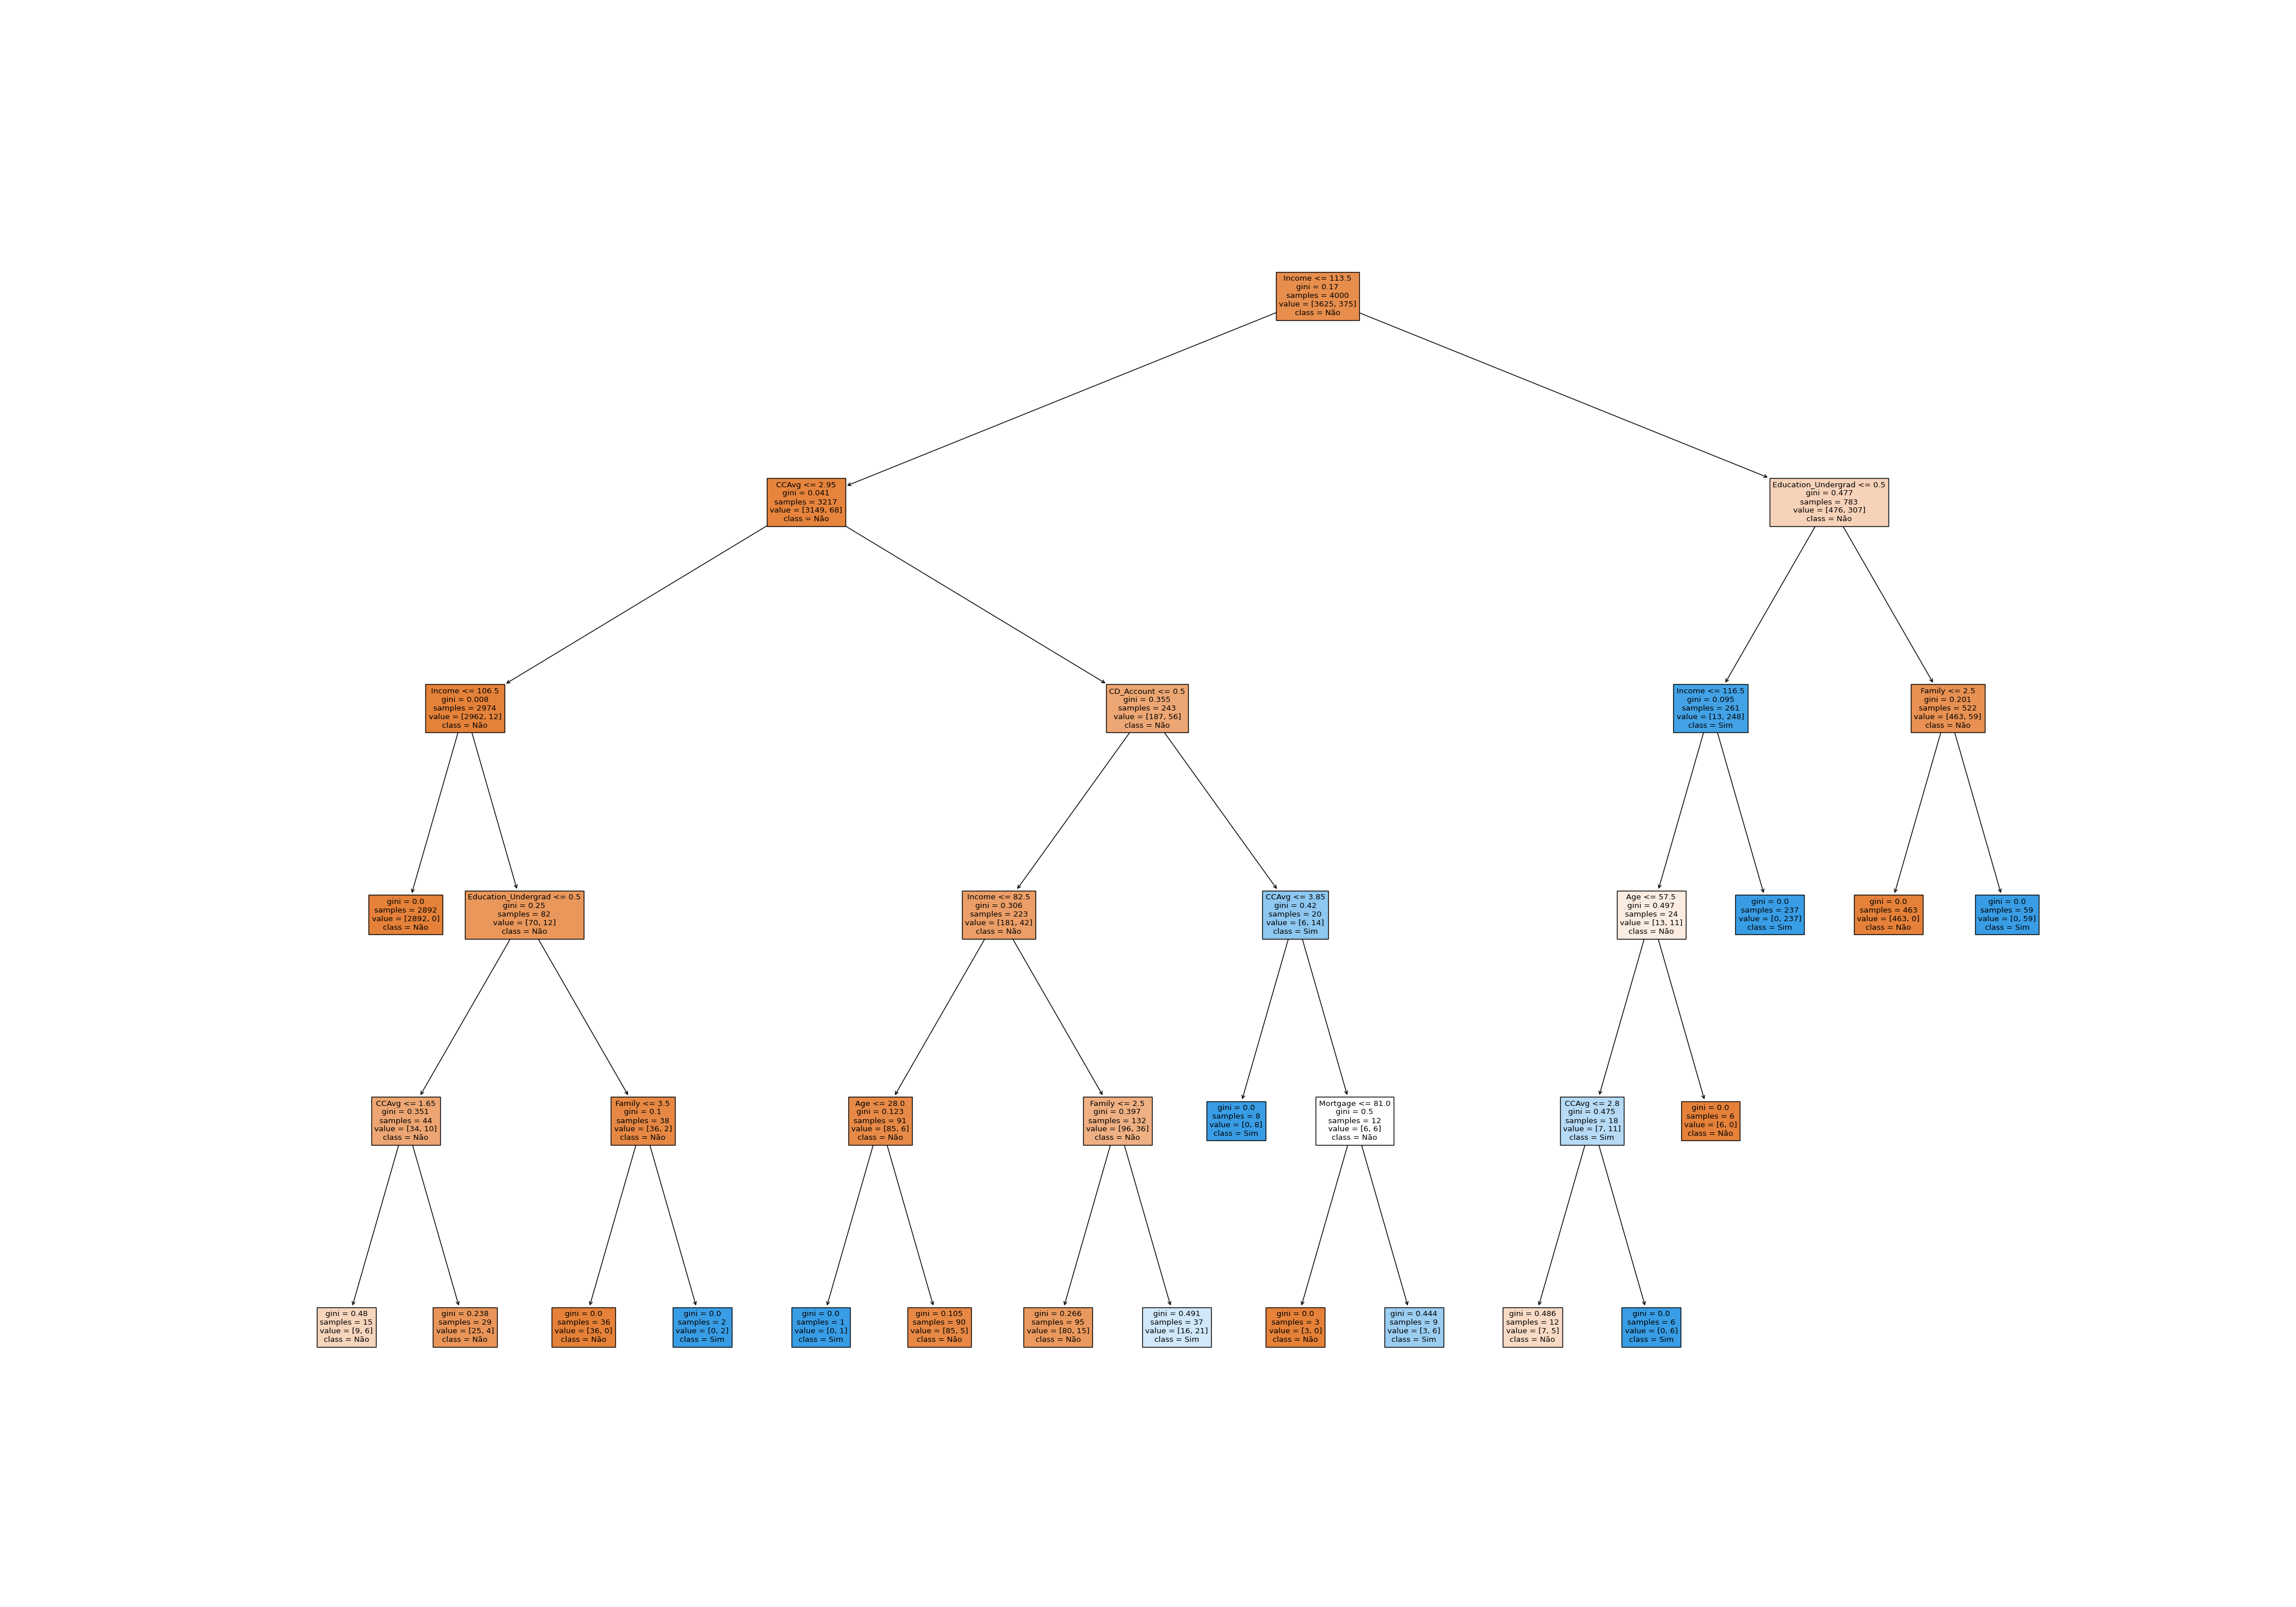 Income <= 113.5
gini = 0.17
samples = 4000
value = [3625, 375]
class = Não
CCAvg <= 2.95
gini = 0.041
samples = 3217
value = [3149, 68]
class = Não
Education_Undergrad <= 0.5
gini = 0.477
samples = 783
value = [476, 307]
class = Não
Income <= 106.5
gini = 0.008
samples = 2974
value = [2962, 12]
class = Não
CD_Account <= 0.5
gini = 0.355
samples = 243
value = [187, 56]
class = Não
Income <= 116.5
gini = 0.095
samples = 261
value = [13, 248]
class = Sim
Family <= 2.5
gini = 0.201
samples = 522
value = [463, 59]
class = Não
gini = 0.0
samples = 2892
value = [2892, 0]
class = Não
Education_Undergrad <= 0.5
gini = 0.25
samples = 82
value = [70, 12]
class = Não
Income <= 82.5
gini = 0.306
samples = 223
value = [181, 42]
class = Não
CCAvg <= 3.85
gini = 0.42
samples = 20
value = [6, 14]
class = Sim
Age <= 57.5
gini = 0.497
samples = 24
value = [13, 11]
class = Não
gini = 0.0
samples = 237
value = [0, 237]
class = Sim
gini = 0.0
samples = 463
value = [463, 0]
class = Não
gini = 0.0
samples = 59
value = [0, 59]
class = Sim
CCAvg <= 1.65
gini = 0.351
samples = 44
value = [34, 10]
class = Não
Family <= 3.5
gini = 0.1
samples = 38
value = [36, 2]
class = Não
Age <= 28.0
gini = 0.123
samples = 91
value = [85, 6]
class = Não
Family <= 2.5
gini = 0.397
samples = 132
value = [96, 36]
class = Não
gini = 0.0
samples = 8
value = [0, 8]
class = Sim
Mortgage <= 81.0
gini = 0.5
samples = 12
value = [6, 6]
class = Não
CCAvg <= 2.8
gini = 0.475
samples = 18
value = [7, 11]
class = Sim
gini = 0.0
samples = 6
value = [6, 0]
class = Não
gini = 0.48
samples = 15
value = [9, 6]
class = Não
gini = 0.238
samples = 29
value = [25, 4]
class = Não
gini = 0.0
samples = 36
value = [36, 0]
class = Não
gini = 0.0
samples = 2
value = [0, 2]
class = Sim
gini = 0.0
samples = 1
value = [0, 1]
class = Sim
gini = 0.105
samples = 90
value = [85, 5]
class = Não
gini = 0.266
samples = 95
value = [80, 15]
class = Não
gini = 0.491
samples = 37
value = [16, 21]
class = Sim
gini = 0.0
samples = 3
value = [3, 0]
class = Não
gini = 0.444
samples = 9
value = [3, 6]
class = Sim
gini = 0.486
samples = 12
value = [7, 5]
class = Não
gini = 0.0
samples = 6
value = [0, 6]
class = Sim